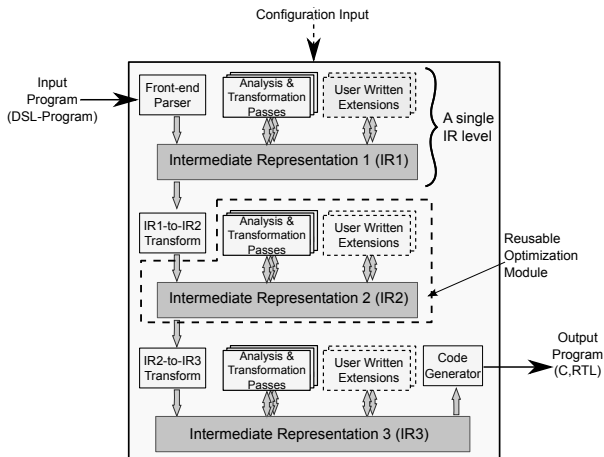 Configuration Input
Input
Program
(DSL-Program)
Front-end
Parser
Analysis &
Transformation
Passes
User Written
Extensions
A single
IR level
Intermediate Representation 1 (IR1)
IR1-to-IR2
Transform
Analysis &
Transformation
Passes
User Written
Extensions
Reusable
Optimization
Module
Intermediate Representation 2 (IR2)
IR2-to-IR3
Transform
Analysis &
Transformation
Passes
User Written
Extensions
Code
Generator
Output
Program
(C,RTL)
Intermediate Representation 3 (IR3)